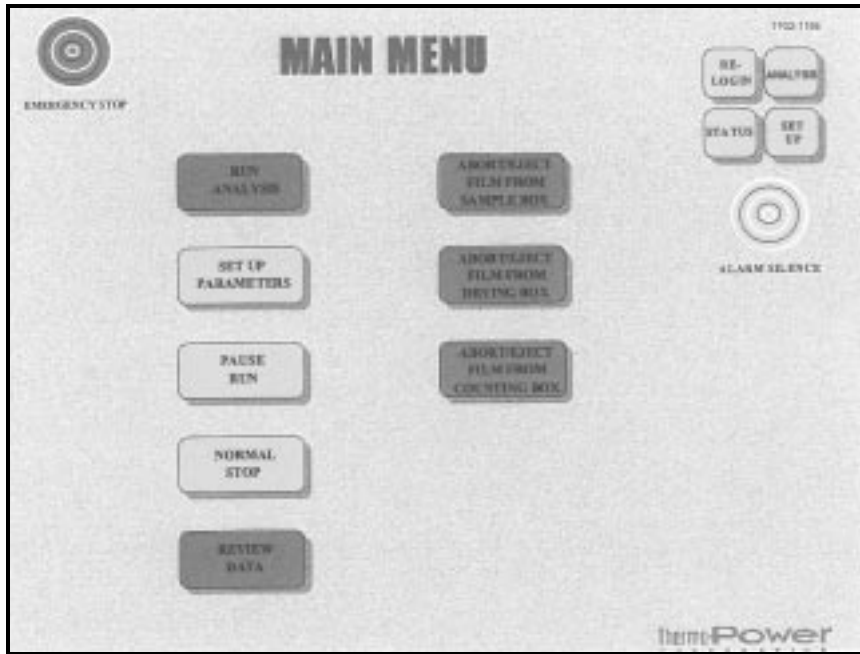 MAIN MENU
EMERGENCY STOP
RE-
LOGIN
ANALYSIS
STATUS
SET
UP
ALARM SILENCE
RUN
ANALYSIS
SET UP
PARAMETERS
PAUSE
RUN
NORMAL
STOP
REVIEW
DATA
ABORT/EJECT
FILM FROM
SAMPLE BOX
ABORT/EJECT
FILM FROM
DRYING BOX
ABORT/EJECT
FILM FROM
COUNTING BOX
ThermoPower
CORPORATION